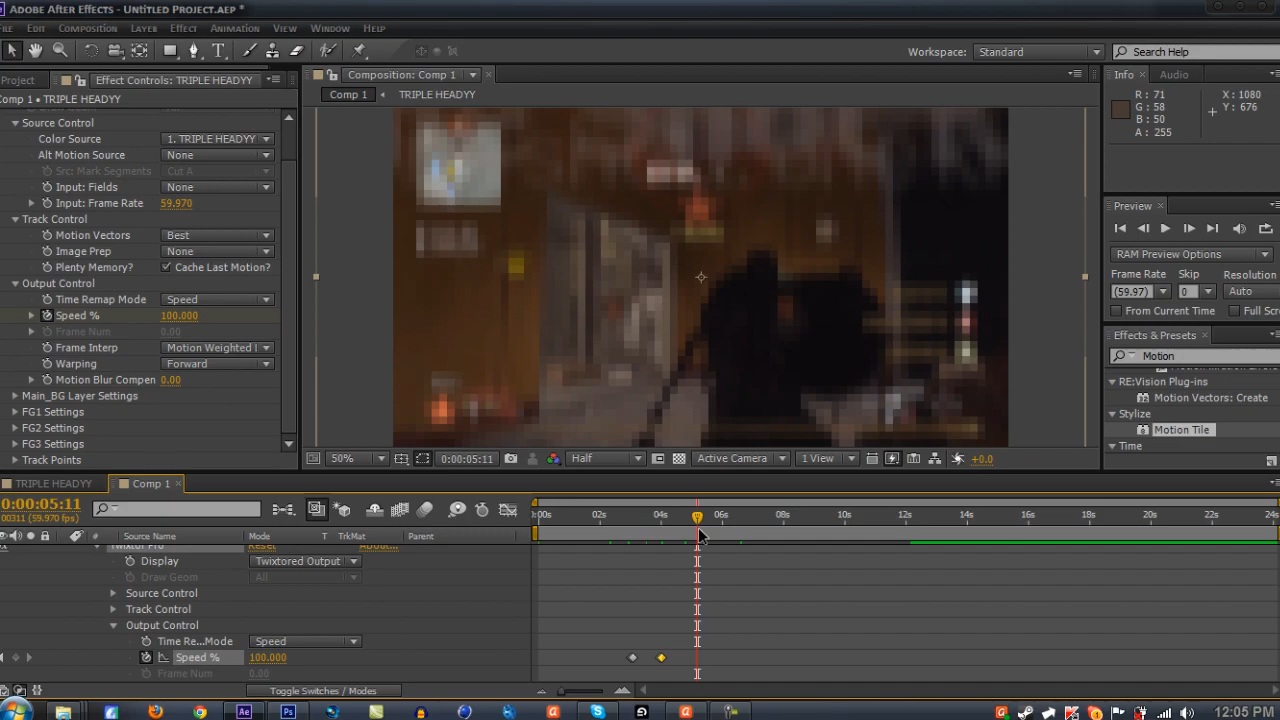 Adobe After Effects - Untitled Project.aep *
Edit Composition Layer Effect Animation View Window Help
Workspace: Standard
Search Help
Project
Effect Controls: TRIPLE HEADYY
Comp 1 • TRIPLE HEADYY
Source Control
Color Source 1. TRIPLE HEADYY
Alt Motion Source None
Src: Mark Segments Cut A
Input: Fields None
Input: Frame Rate 59.970
Track Control
Motion Vectors Best
Image Prep None
Plenty Memory? Cache Last Motion?
Output Control
Time Remap Mode Speed
Speed % 100.000
Frame Num 0.00
Frame Interp Motion Weighted
Warping Forward
Motion Blur Compen 0.00
Main_BG Layer Settings
FG1 Settings
FG2 Settings
FG3 Settings
Track Points
Composition: Comp 1
Comp 1 TRIPLE HEADYY
50% 0:00:05:11 Half Active Camera 1 View +0.0
Info Audio
R : 71
G : 58
B : 50
A : 255
X : 1080
Y : 676
Preview
RAM Preview Options
Frame Rate Skip Resolution
(59.97) 0 Auto
From Current Time Full Scre
Effects & Presets
Motion
RE:Vision Plug-ins
Motion Vectors: Create
Stylize
Motion Tile
Time
TRIPLE HEADYY Comp 1
0:00:05:11
00311 (59.970 fps)
:00s 02s 04s 06s 08s 10s 12s 14s 16s 18s 20s 22s 24s
Source Name Mode T TrkMat Parent
Twixtor Pro Reset About...
Display Twixtored Output
Draw Geom All
Source Control
Track Control
Output Control
Time Re...Mode Speed
Speed % 100.000
Frame Num 0.00
Toggle Switches / Modes
12:05 PM